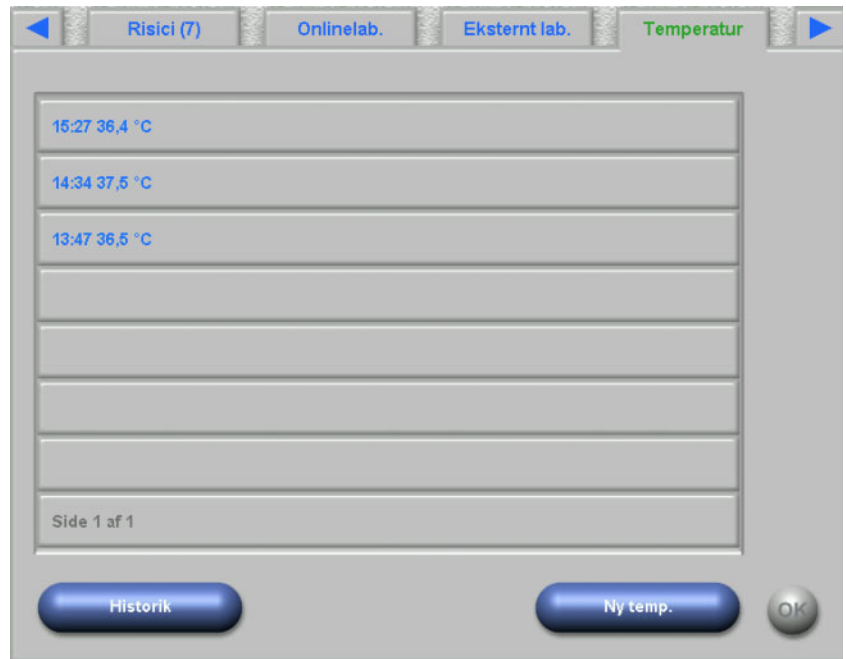 Risici (7) Onlinelab. Eksternt lab. Temperatur
15:27 36,4 °C
14:34 37,5 °C
13:47 36,5 °C
Side 1 af 1
Historik Ny temp. OK